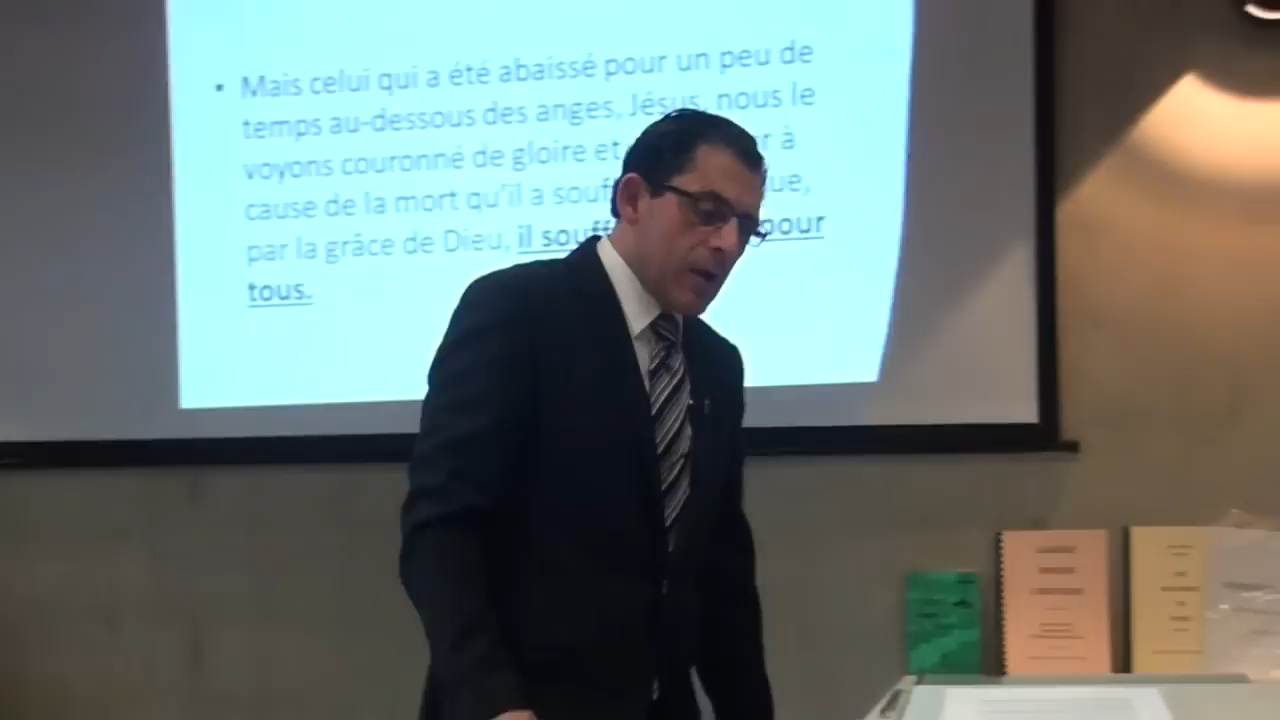 • Mais celui qui a été abaissé pour un peu de
temps au-dessous des anges, Jésus, nous le
voyons couronné de gloire et à
cause de la mort qu'il a
par la grâce de Dieu, il pour
tous.